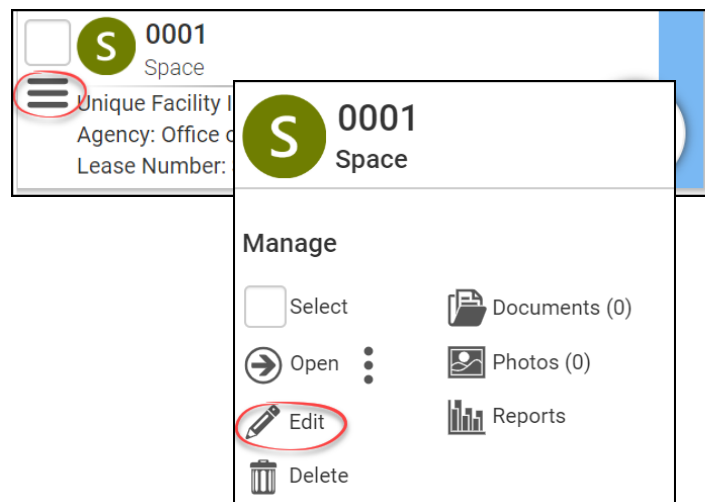 S
0001
Space
Unique Facility
Agency: Office
Lease Number:
S
0001
Space
Manage
Select
Documents (0)
Open
Photos (0)
Edit
Reports
Delete